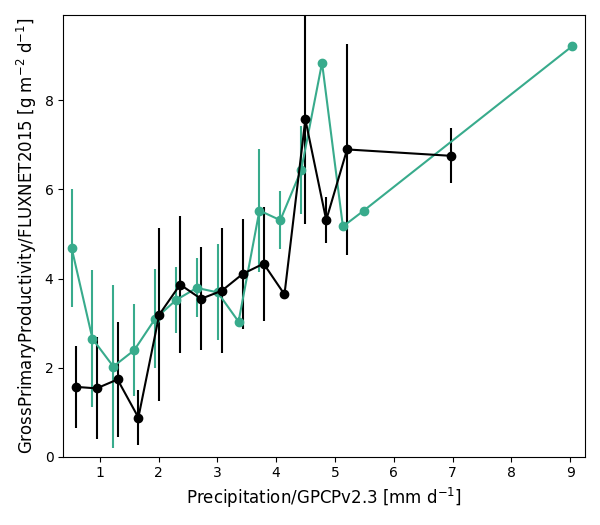 GrossPrimaryProductivity/FLUXNET2015 [g m⁻² d⁻¹]
8
6
4
2
0
1 2 3 4 5 6 7 8 9
Precipitation/GPCPv2.3 [mm d⁻¹]